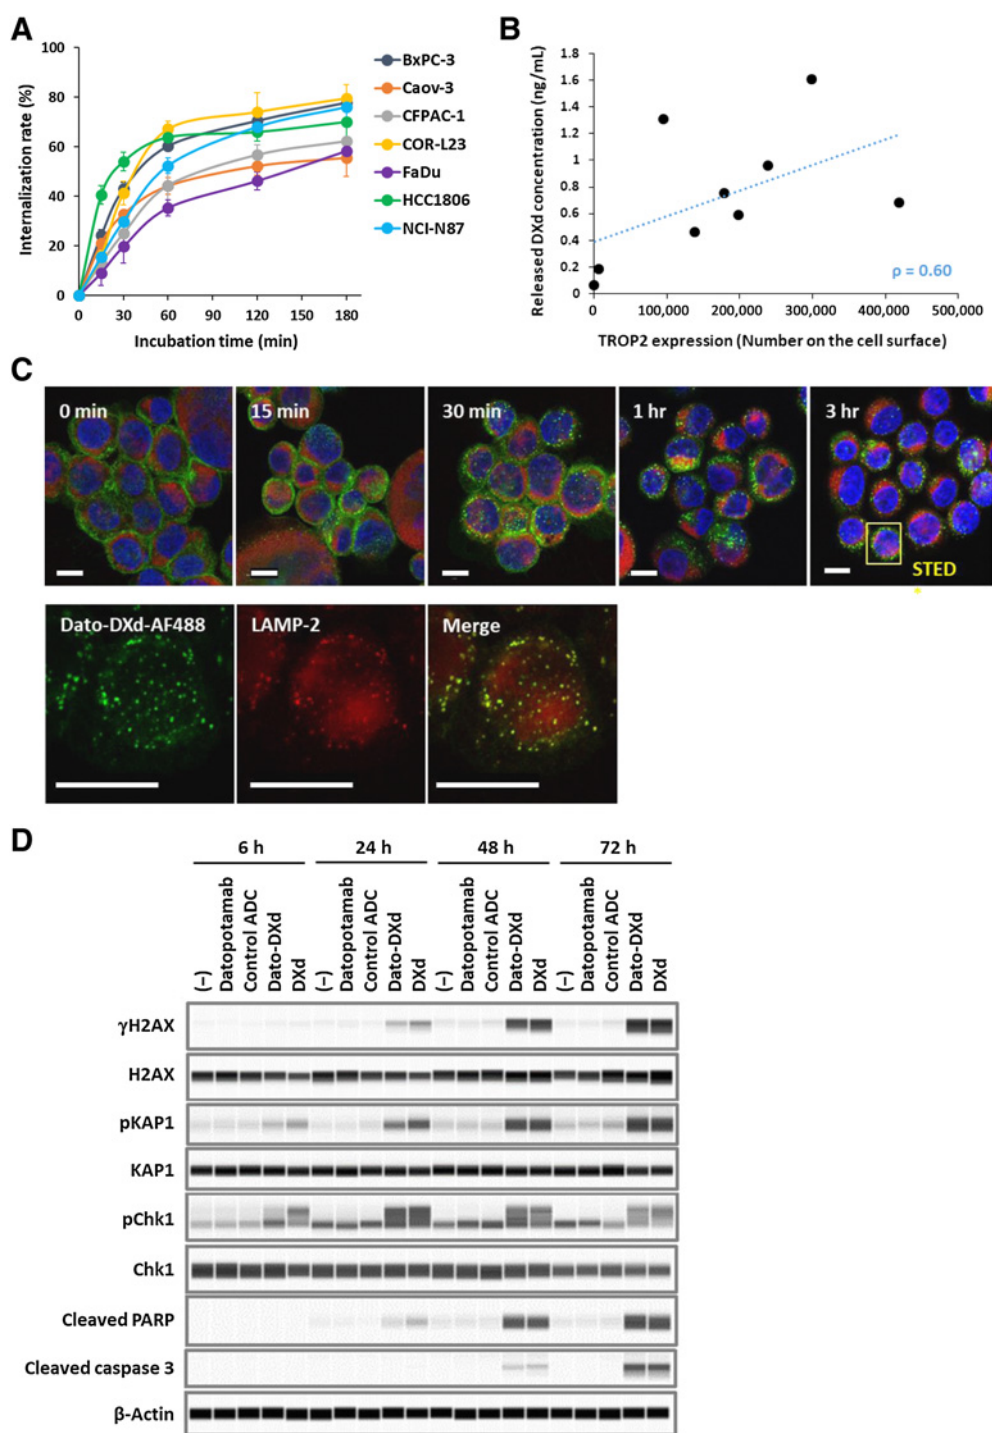 A
Internalization rate (%)
100
80
60
40
20
0
0 30 60 90 120 150 180
Incubation time (min)
BxPC-3
Caov-3
CFPAC-1
COR-L23
FaDu
HCC1806
NCI-N87
B
Released DXd concentration (ng/mL)
1.8
1.6
1.4
1.2
1
0.8
0.6
0.4
0.2
0
0 100,000 200,000 300,000 400,000 500,000
TROP2 expression (Number on the cell surface)
ρ = 0.60
C
0 min
15 min
30 min
1 hr
3 hr
STED
Dato-DXd-AF488
LAMP-2
Merge
D
6 h 24 h 48 h 72 h
(−) Datopotamab Control ADC Dato-DXd DXd (−) Datopotamab Control ADC Dato-DXd DXd (−) Datopotamab Control ADC Dato-DXd DXd (−) Datopotamab Control ADC Dato-DXd DXd
γH2AX
H2AX
pKAP1
KAP1
pChk1
Chk1
Cleaved PARP
Cleaved caspase 3
β-Actin